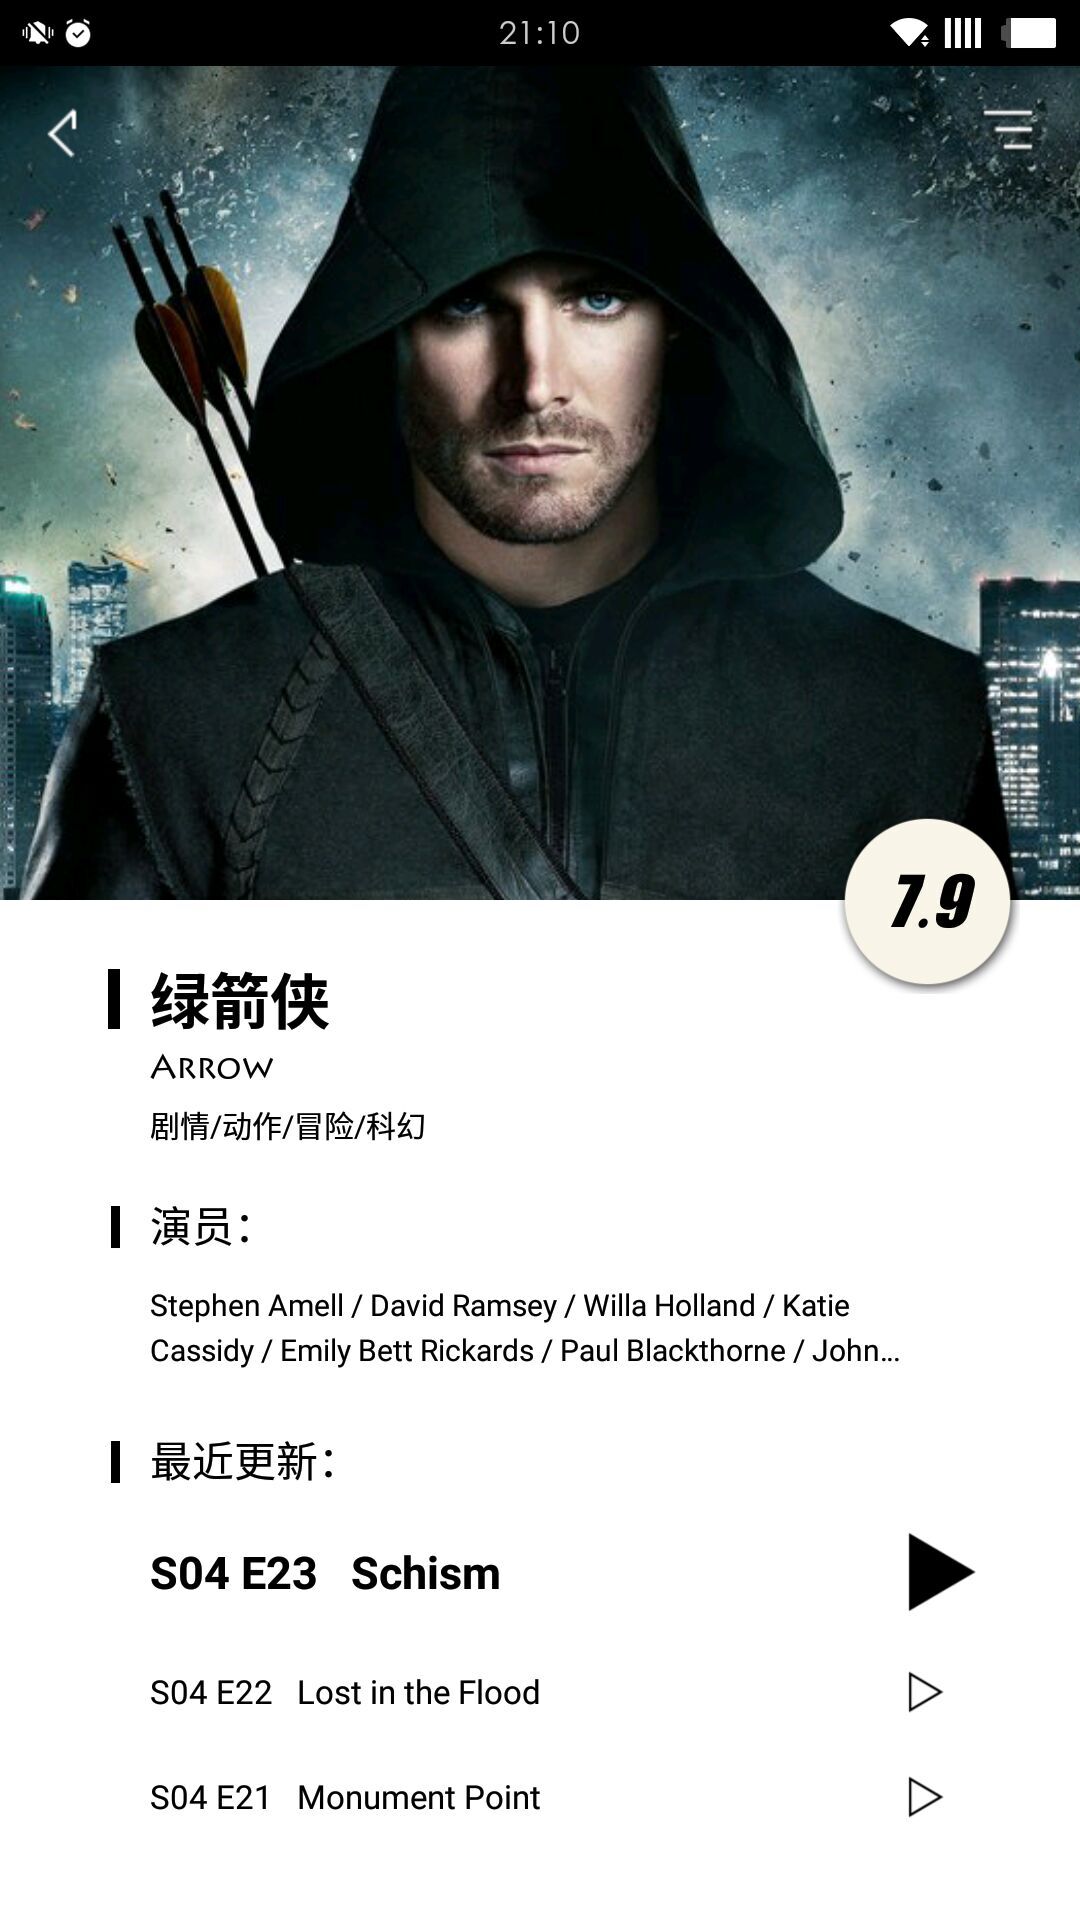 21:10
7.9
绿箭侠
ARROW
剧情/动作/冒险/科幻
演员：
Stephen Amell / David Ramsey / Willa Holland / Katie
Cassidy / Emily Bett Rickards / Paul Blackthorne / John...
最近更新：
S04 E23 Schism
S04 E22 Lost in the Flood
S04 E21 Monument Point